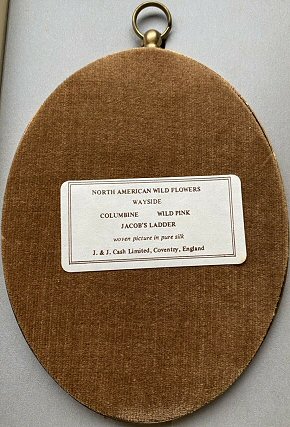 NORTH AMERICAN WILD FLOWERS
WAYSIDE
COLUMBINE WILD PINK
JACOB'S LADDER
woven picture in pure silk
J. & J. Cash Limited, Coventry, England